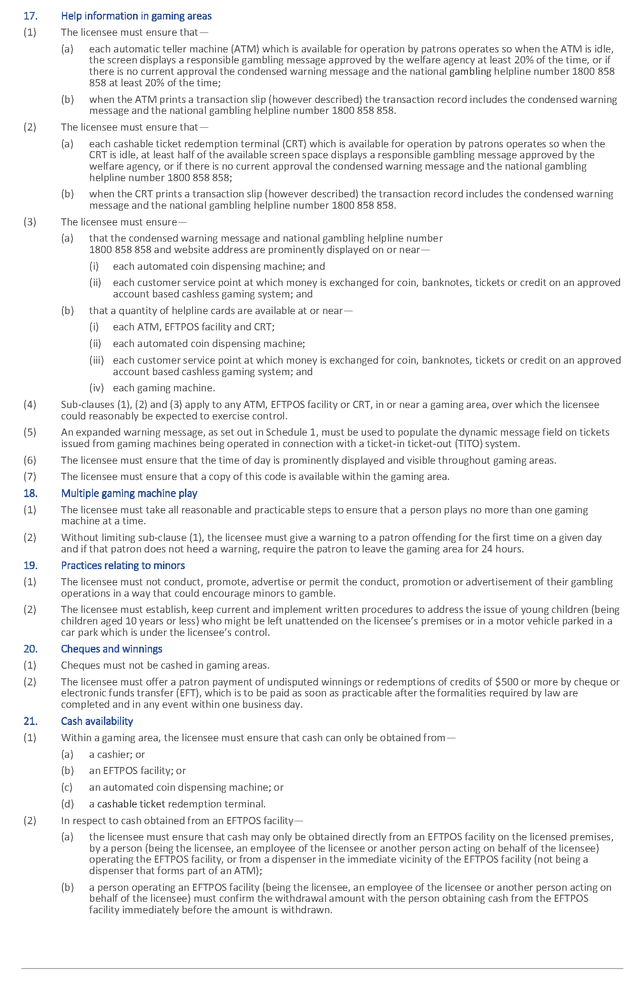 17. Help information in gaming areas
(1) The licensee must ensure that—
(a) each automatic teller machine (ATM) which is available for operation by patrons operates so when the ATM is idle,
the screen displays a responsible gambling message approved by the welfare agency at least 20% of the time, or if
there is no current approval the condensed warning message and the national gambling helpline number 1800 858
858 at least 20% of the time;
(b) when the ATM prints a transaction slip (however described) the transaction record includes the condensed warning
message and the national gambling helpline number 1800 858 858.
(2) The licensee must ensure that—
(a) each cashable ticket redemption terminal (CRT) which is available for operation by patrons operates so when the
CRT is idle, at least half of the available screen space displays a responsible gambling message approved by the
welfare agency, or if there is no current approval the condensed warning message and the national gambling
helpline number 1800 858 858;
(b) when the CRT prints a transaction slip (however described) the transaction record includes the condensed warning
message and the national gambling helpline number 1800 858 858.
(3) The licensee must ensure—
(a) that the condensed warning message and national gambling helpline number
1800 858 858 and website address are prominently displayed on or near—
(i) each automated coin dispensing machine; and
(ii) each customer service point at which money is exchanged for coin, banknotes, tickets or credit on an approved
account based cashless gaming system; and
(b) that a quantity of helpline cards are available at or near—
(i) each ATM, EFTPOS facility and CRT;
(ii) each automated coin dispensing machine;
(iii) each customer service point at which money is exchanged for coin, banknotes, tickets or credit on an approved
account based cashless gaming system; and
(iv) each gaming machine.
(4) Sub-clauses (1), (2) and (3) apply to any ATM, EFTPOS facility or CRT, in or near a gaming area, over which the licensee
could reasonably be expected to exercise control.
(5) An expanded warning message, as set out in Schedule 1, must be used to populate the dynamic message field on tickets
issued from gaming machines being operated in connection with a ticket-in ticket-out (TITO) system.
(6) The licensee must ensure that the time of day is prominently displayed and visible throughout gaming areas.
(7) The licensee must ensure that a copy of this code is available within the gaming area.
18. Multiple gaming machine play
(1) The licensee must take all reasonable and practicable steps to ensure that a person plays no more than one gaming
machine at a time.
(2) Without limiting sub-clause (1), the licensee must give a warning to a patron offending for the first time on a given day
and if that patron does not heed a warning, require the patron to leave the gaming area for 24 hours.
19. Practices relating to minors
(1) The licensee must not conduct, promote, advertise or permit the conduct, promotion or advertisement of their gambling
operations in a way that could encourage minors to gamble.
(2) The licensee must establish, keep current and implement written procedures to address the issue of young children (being
children aged 10 years or less) who might be left unattended on the licensee's premises or in a motor vehicle parked in a
car park which is under the licensee's control.
20. Cheques and winnings
(1) Cheques must not be cashed in gaming areas.
(2) The licensee must offer a patron payment of undisputed winnings or redemptions of credits of $500 or more by cheque or
electronic funds transfer (EFT), which is to be paid as soon as practicable after the formalities required by law are
completed and in any event within one business day.
21. Cash availability
(1) Within a gaming area, the licensee must ensure that cash can only be obtained from—
(a) a cashier; or
(b) an EFTPOS facility; or
(c) an automated coin dispensing machine; or
(d) a cashable ticket redemption terminal.
(2) In respect to cash obtained from an EFTPOS facility—
(a) the licensee must ensure that cash may only be obtained directly from an EFTPOS facility on the licensed premises,
by a person (being the licensee, an employee of the licensee or another person acting on behalf of the licensee)
operating the EFTPOS facility, or from a dispenser in the immediate vicinity of the EFTPOS facility (not being a
dispenser that forms part of an ATM);
(b) a person operating an EFTPOS facility (being the licensee, an employee of the licensee or another person acting on
behalf of the licensee) must confirm the withdrawal amount with the person obtaining cash from the EFTPOS
facility immediately before the amount is withdrawn.